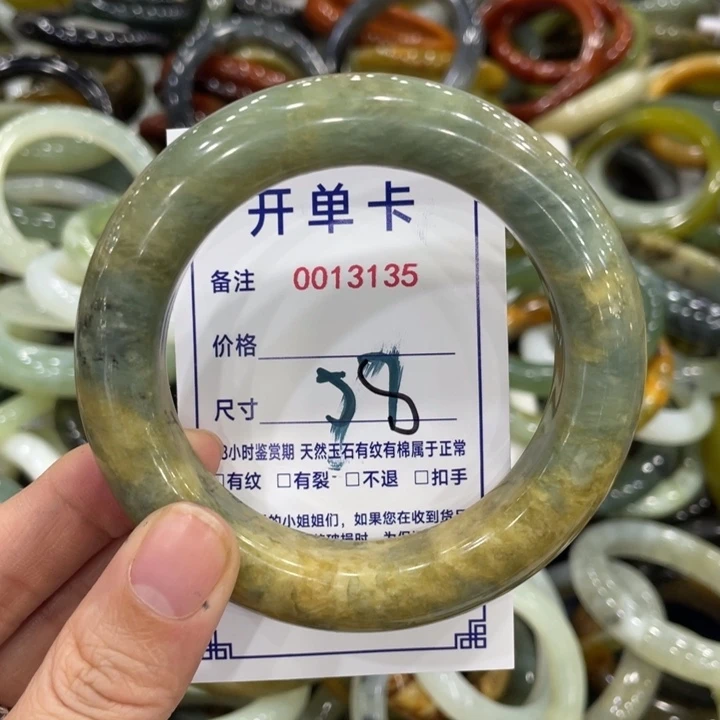 开单卡
备注 0013135
价格
尺寸 58
8小时鉴赏期 天然玉石有纹有棉属于正常
□有纹 □有裂 □不退 □扣手
的小姐姐们，如果您在收到货